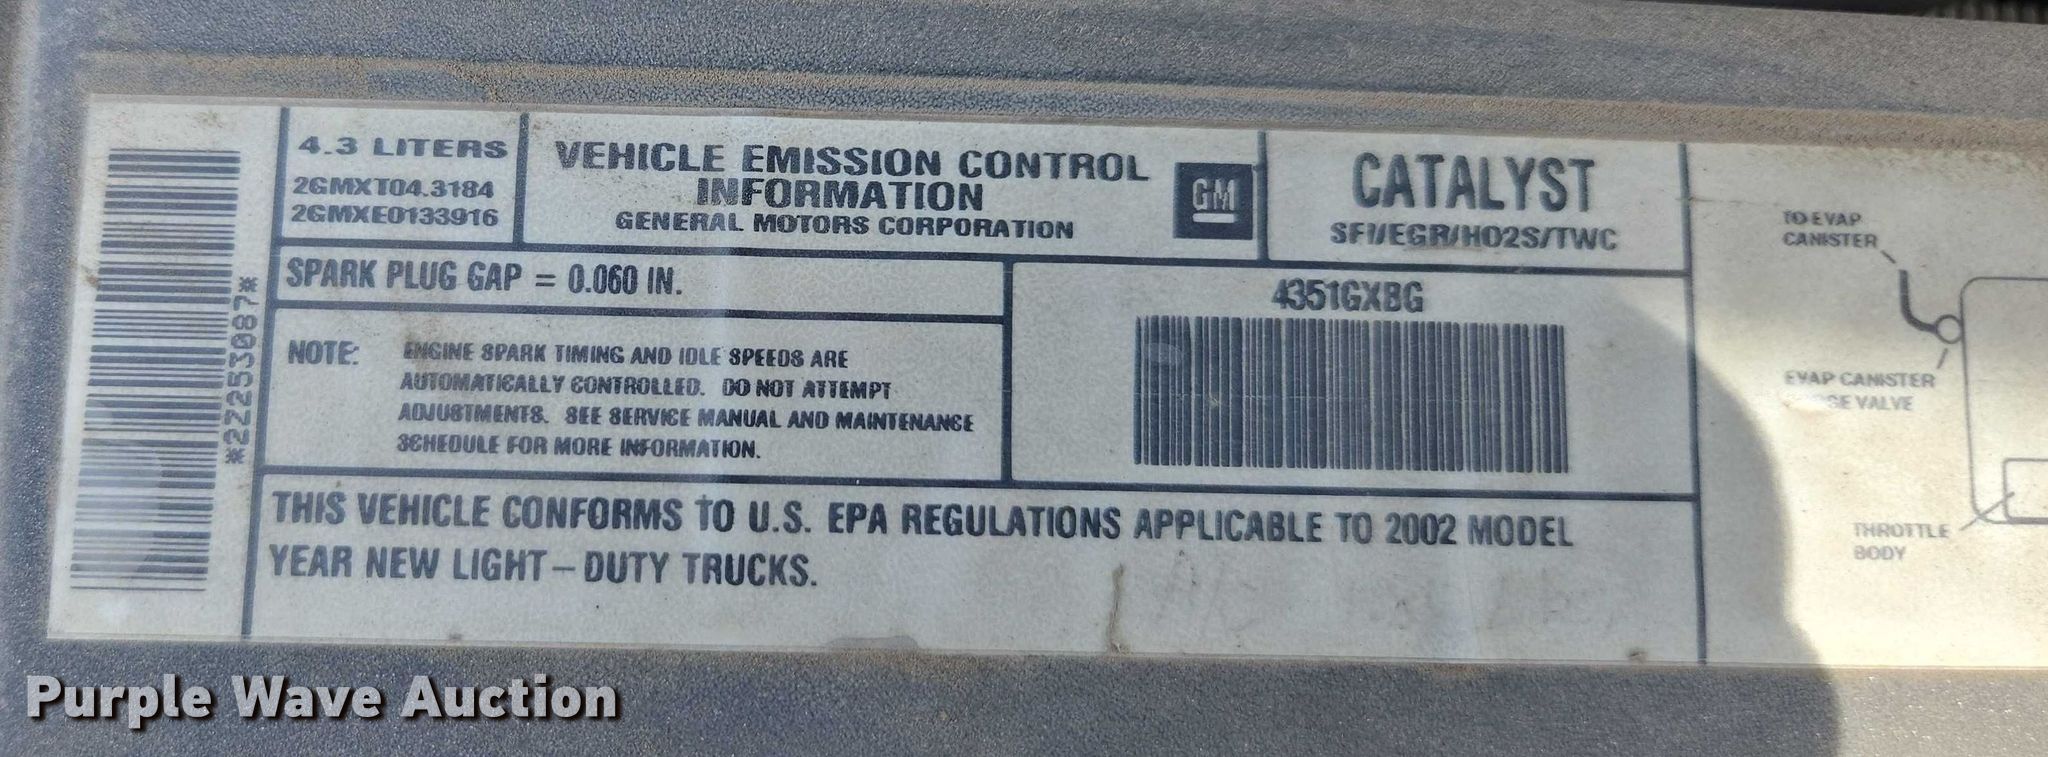 *22253087*
4.3 LITERS
2GMXT04.3184
2GMXE0133916
VEHICLE EMISSION CONTROL
INFORMATION
GENERAL MOTORS CORPORATION
GM
CATALYST
SFI/EGR/HO2S/TWC
SPARK PLUG GAP = 0.060 IN.
NOTE: ENGINE SPARK TIMING AND IDLE SPEEDS ARE
AUTOMATICALLY CONTROLLED. DO NOT ATTEMPT
ADJUSTMENTS. SEE SERVICE MANUAL AND MAINTENANCE
SCHEDULE FOR MORE INFORMATION.
4351GXBG
THIS VEHICLE CONFORMS TO U.S. EPA REGULATIONS APPLICABLE TO 2002 MODEL
YEAR NEW LIGHT-DUTY TRUCKS.
TO EVAP
CANISTER
EVAP CANISTER
VALVE
THROTTLE
BODY
Purple Wave Auction